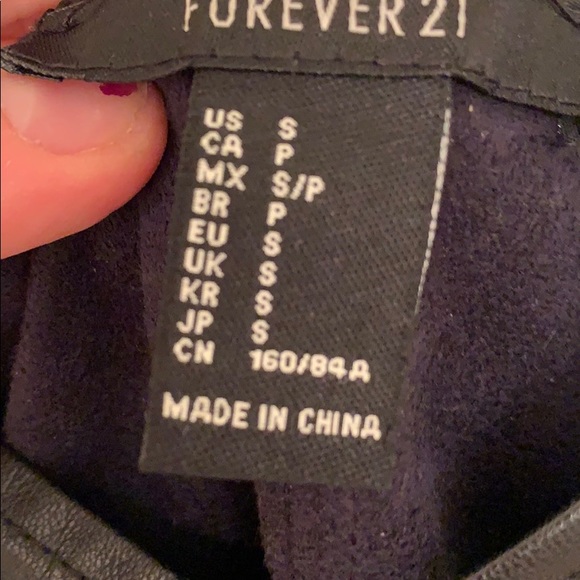 FOREVER 21
US S
CA P
MX S/P
BR P
EU S
UK S
KR S
JP S
CN 160/84A
MADE IN CHINA